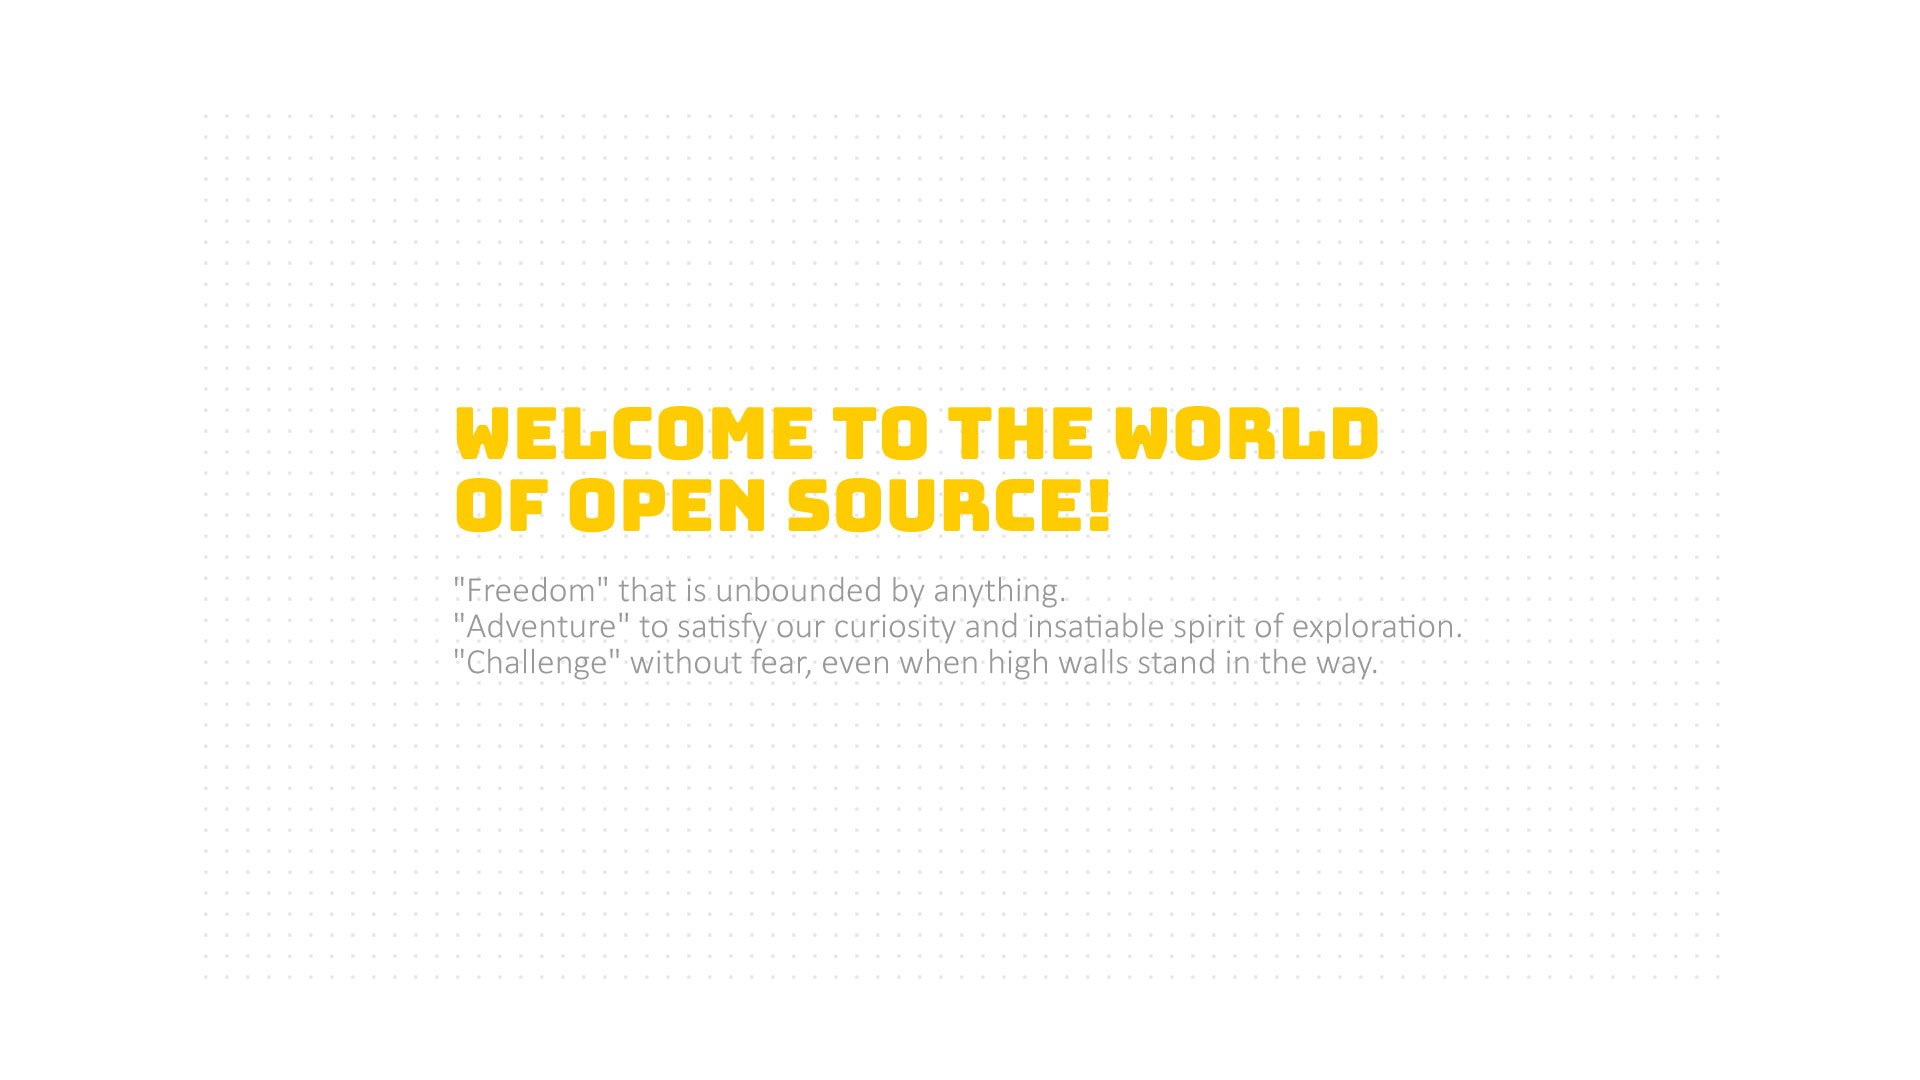 WELCOME TO THE WORLD
OF OPEN SOURCE!
"Freedom" that is unbounded by anything.
"Adventure" to satisfy our curiosity and insatiable spirit of exploration.
"Challenge" without fear, even when high walls stand in the way.